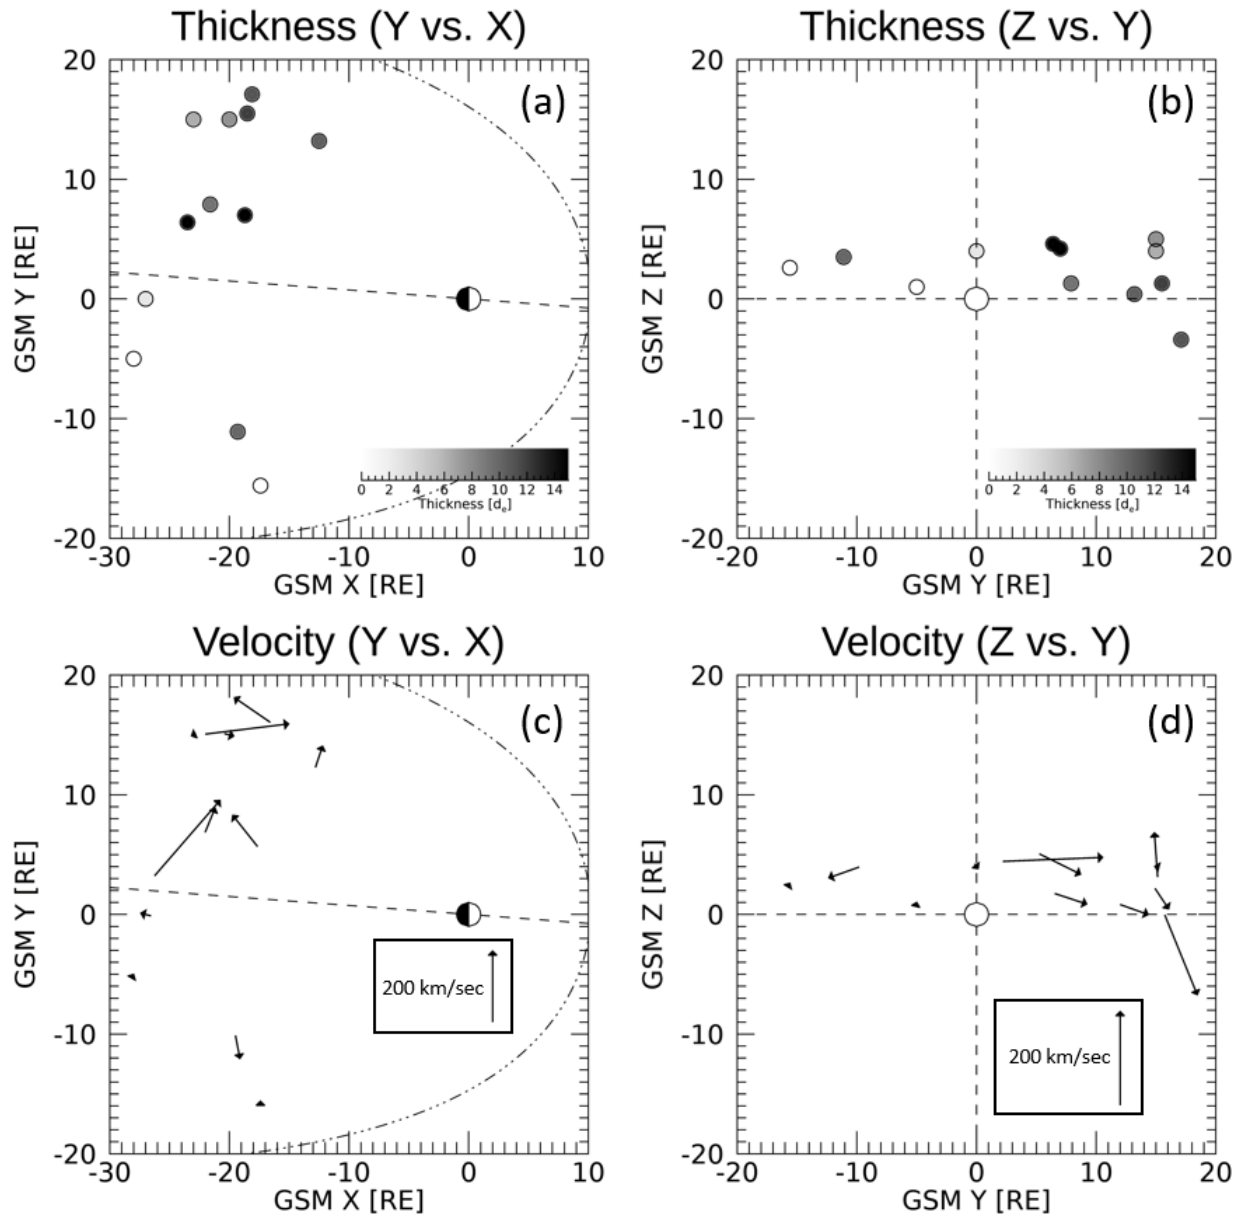 Thickness (Y vs. X)
Thickness (Z vs. Y)
20
10
0
-10
-20
GSM Y [RE]
(a)
0 2 4 6 8 10 12 14
Thickness [de]
-30 -20 -10 0 10
GSM X [RE]
20
10
0
-10
-20
GSM Z [RE]
(b)
0 2 4 6 8 10 12 14
Thickness [de]
-20 -10 0 10 20
GSM Y [RE]
Velocity (Y vs. X)
Velocity (Z vs. Y)
20
10
0
-10
-20
GSM Y [RE]
(c)
200 km/sec
-30 -20 -10 0 10
GSM X [RE]
20
10
0
-10
-20
GSM Z [RE]
(d)
200 km/sec
-20 -10 0 10 20
GSM Y [RE]